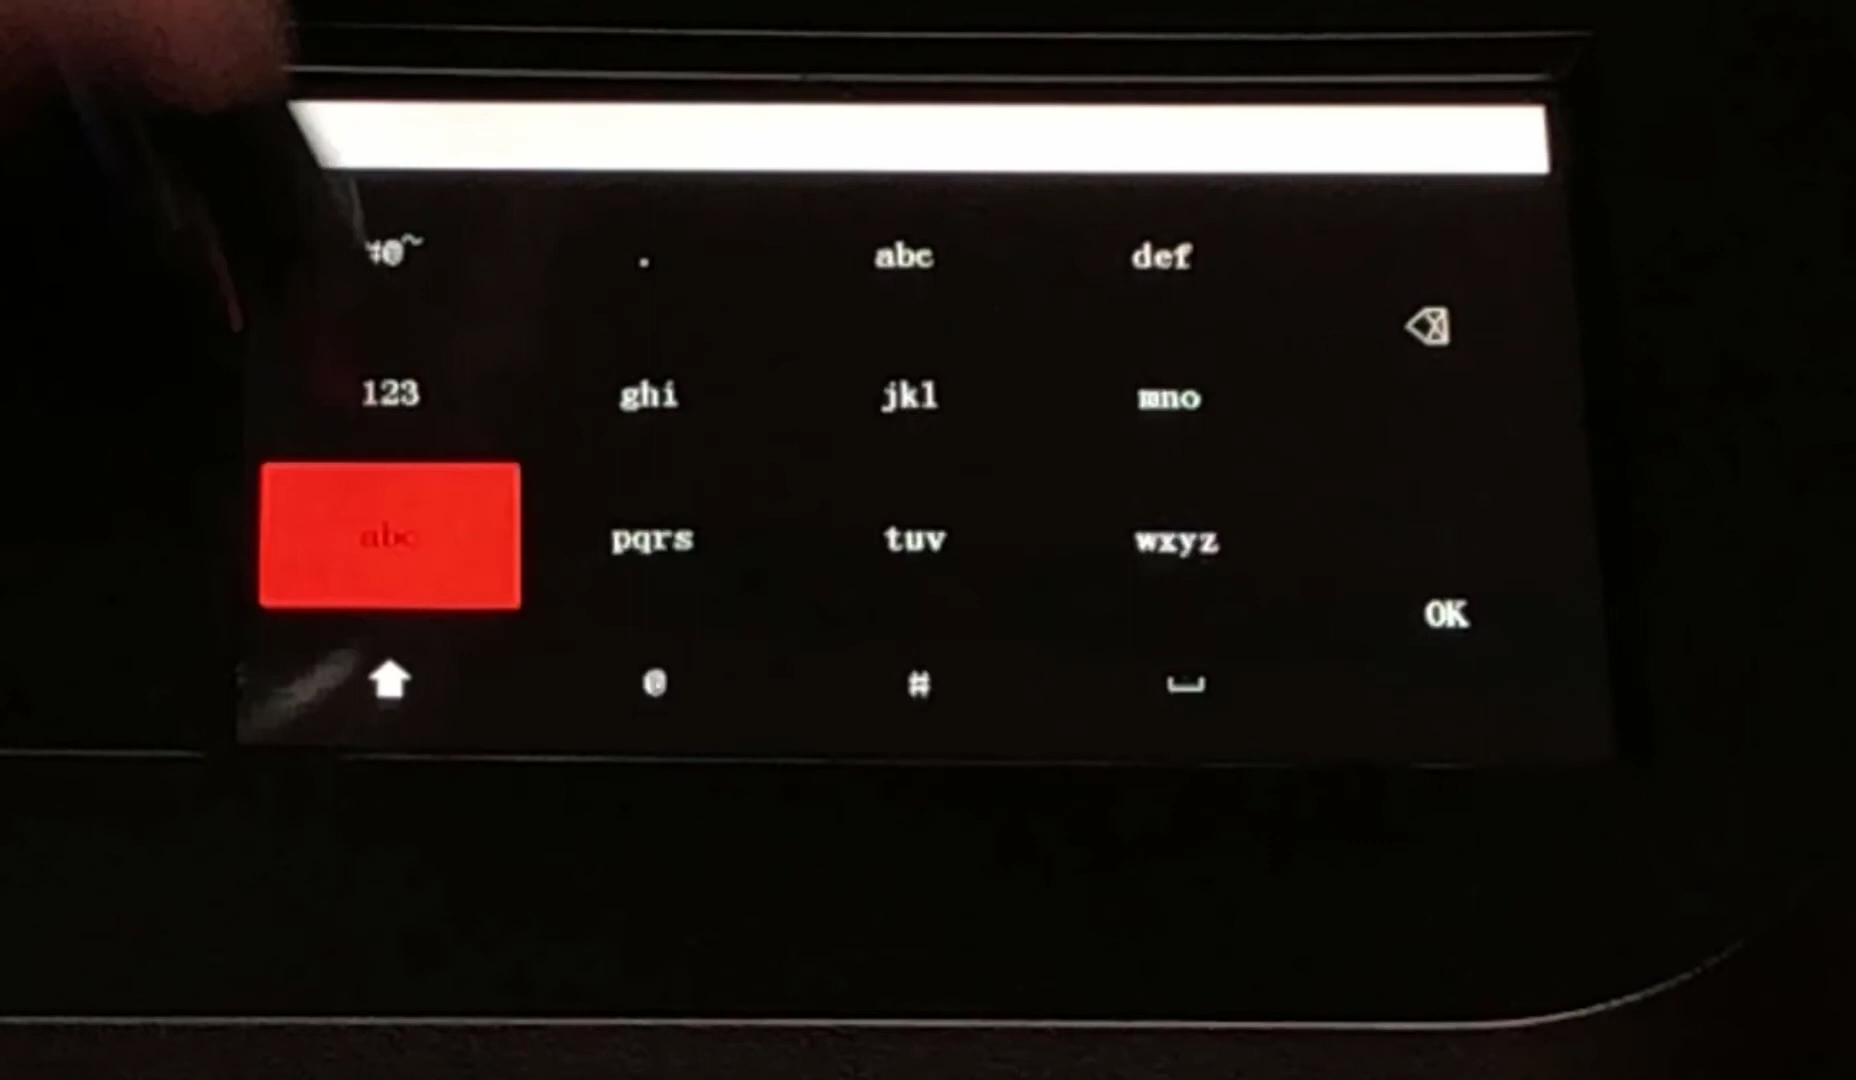 #@~ . abc def
123 ghi jkl mno
abc pqrs tuv wxyz
OK
@ #